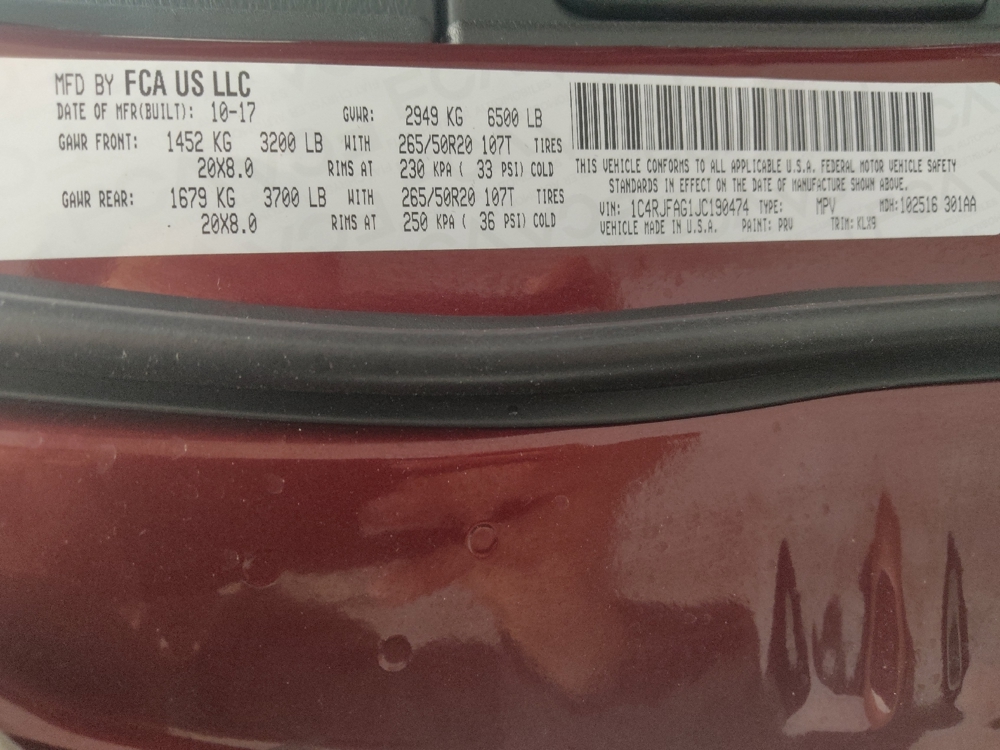 MFD BY FCA US LLC
DATE OF MFR(BUILT): 10-17 GVWR: 2949 KG 6500 LB
GAWR FRONT: 1452 KG 3200 LB WITH 265/50R20 107T TIRES
20X8.0 RIMS AT 230 KPA ( 33 PSI) COLD
GAWR REAR: 1679 KG 3700 LB WITH 265/50R20 107T TIRES
20X8.0 RIMS AT 250 KPA ( 36 PSI) COLD
THIS VEHICLE CONFORMS TO ALL APPLICABLE U.S.A. FEDERAL MOTOR VEHICLE SAFETY
STANDARDS IN EFFECT ON THE DATE OF MANUFACTURE SHOWN ABOVE.
VIN: 1C4RJFAG1JC190474 TYPE: MPV MDH:102516 301AA
VEHICLE MADE IN U.S.A. PAINT: PRV TRIM: KLX9